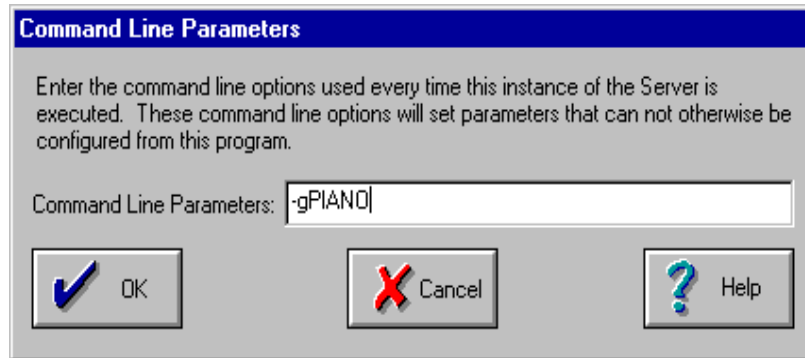 Command Line Parameters
Enter the command line options used every time this instance of the Server is
executed.  These command line options will set parameters that can not otherwise be
configured from this program.
Command Line Parameters: -gPIANO
OK Cancel Help